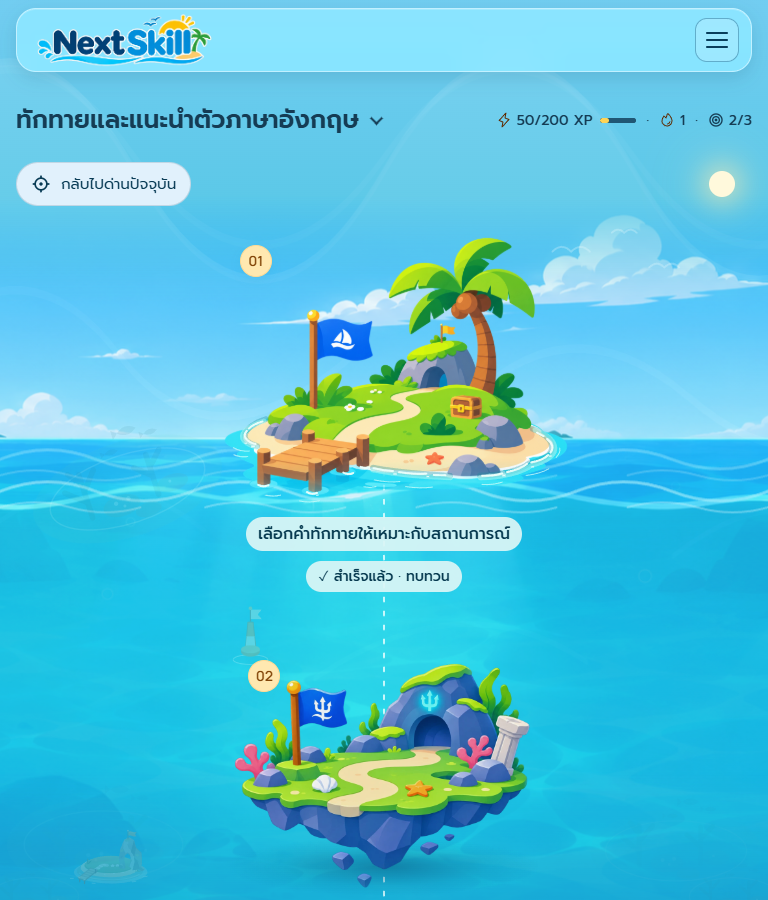 Next Skill
ทักทายและแนะนำตัวภาษาอังกฤษ
50/200 XP · 1 · 2/3
กลับไปด่านปัจจุบัน
01
เลือกคำทักทายให้เหมาะกับสถานการณ์
✓ สำเร็จแล้ว · ทบทวน
02